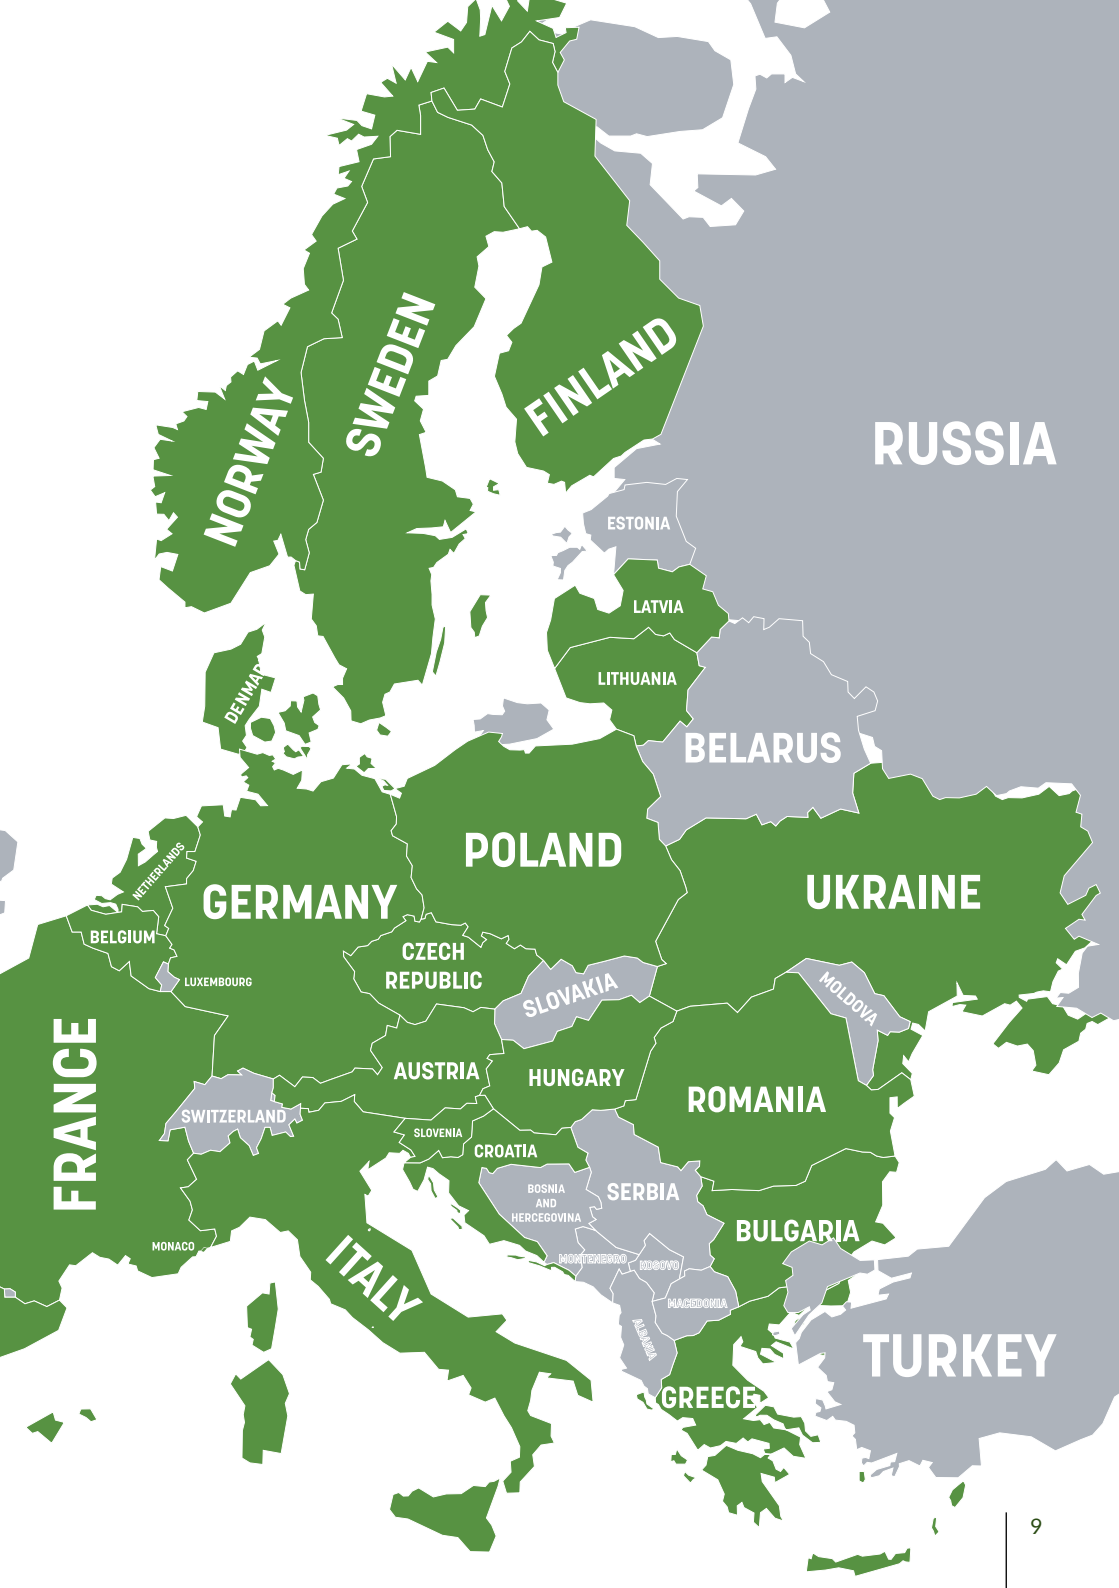 SWEDEN
FINLAND
NORWAY
RUSSIA
ESTONIA
LATVIA
LITHUANIA
DENMAR
BELARUS
POLAND
NETHERLANDS
GERMANY
UKRAINE
BELGIUM
CZECH
REPUBLIC
LUXEMBOURG
SLOVAKIA
MOLDOVA
FRANCE
AUSTRIA
HUNGARY
ROMANIA
SWITZERLAND
SLOVENIA
CROATIA
BOSNIA
AND
HERCEGOVINA
SERBIA
BULGARIA
MONACO
ITALY
MONTENEGRO
KOSOVO
MACEDONIA
ALBANIA
TURKEY
GREECE
9